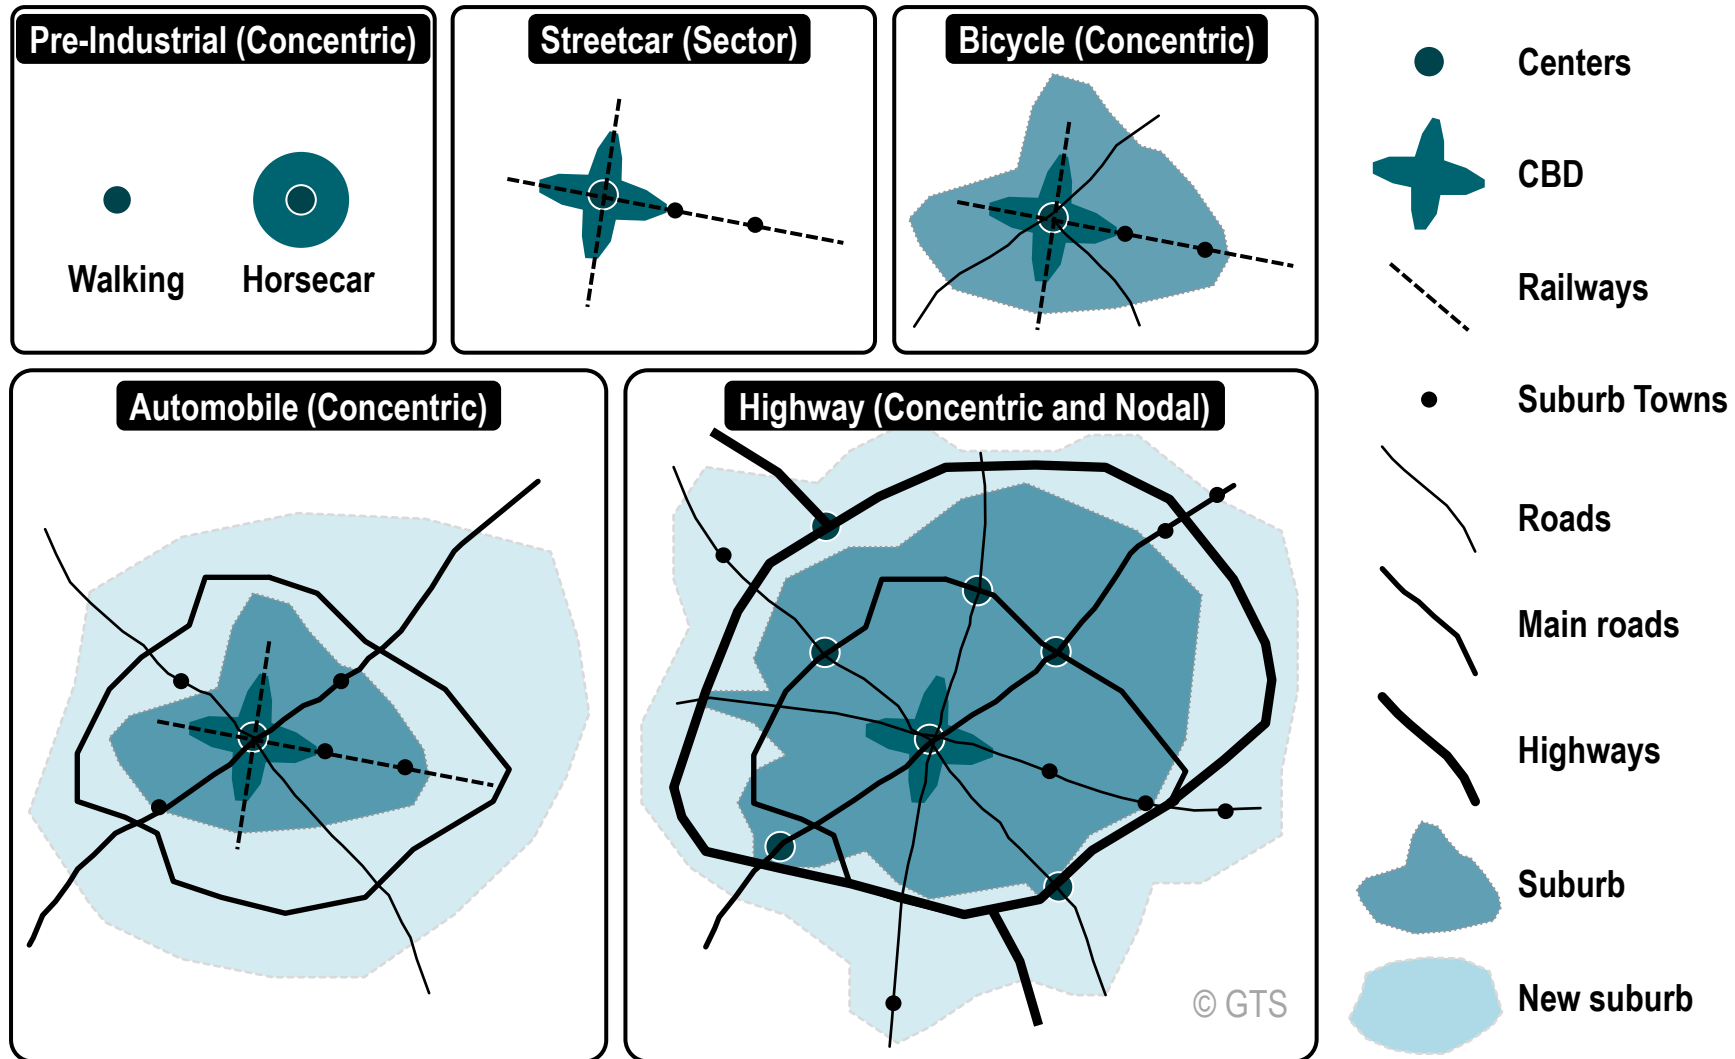 Pre-Industrial (Concentric)
Walking
Horsecar
Streetcar (Sector)
Bicycle (Concentric)
Automobile (Concentric)
Highway (Concentric and Nodal)
© GTS
Centers
CBD
Railways
Suburb Towns
Roads
Main roads
Highways
Suburb
New suburb